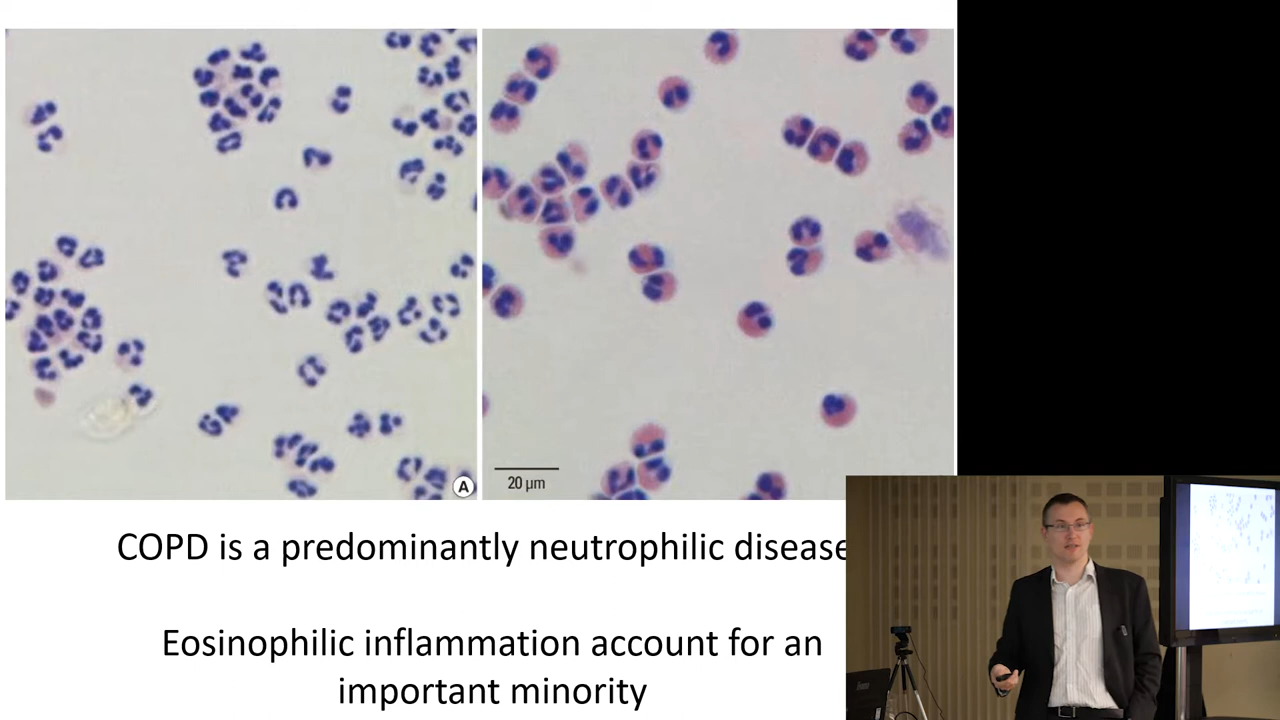 A
20 µm
COPD is a predominantly neutrophilic disease
Eosinophilic inflammation account for an
important minority